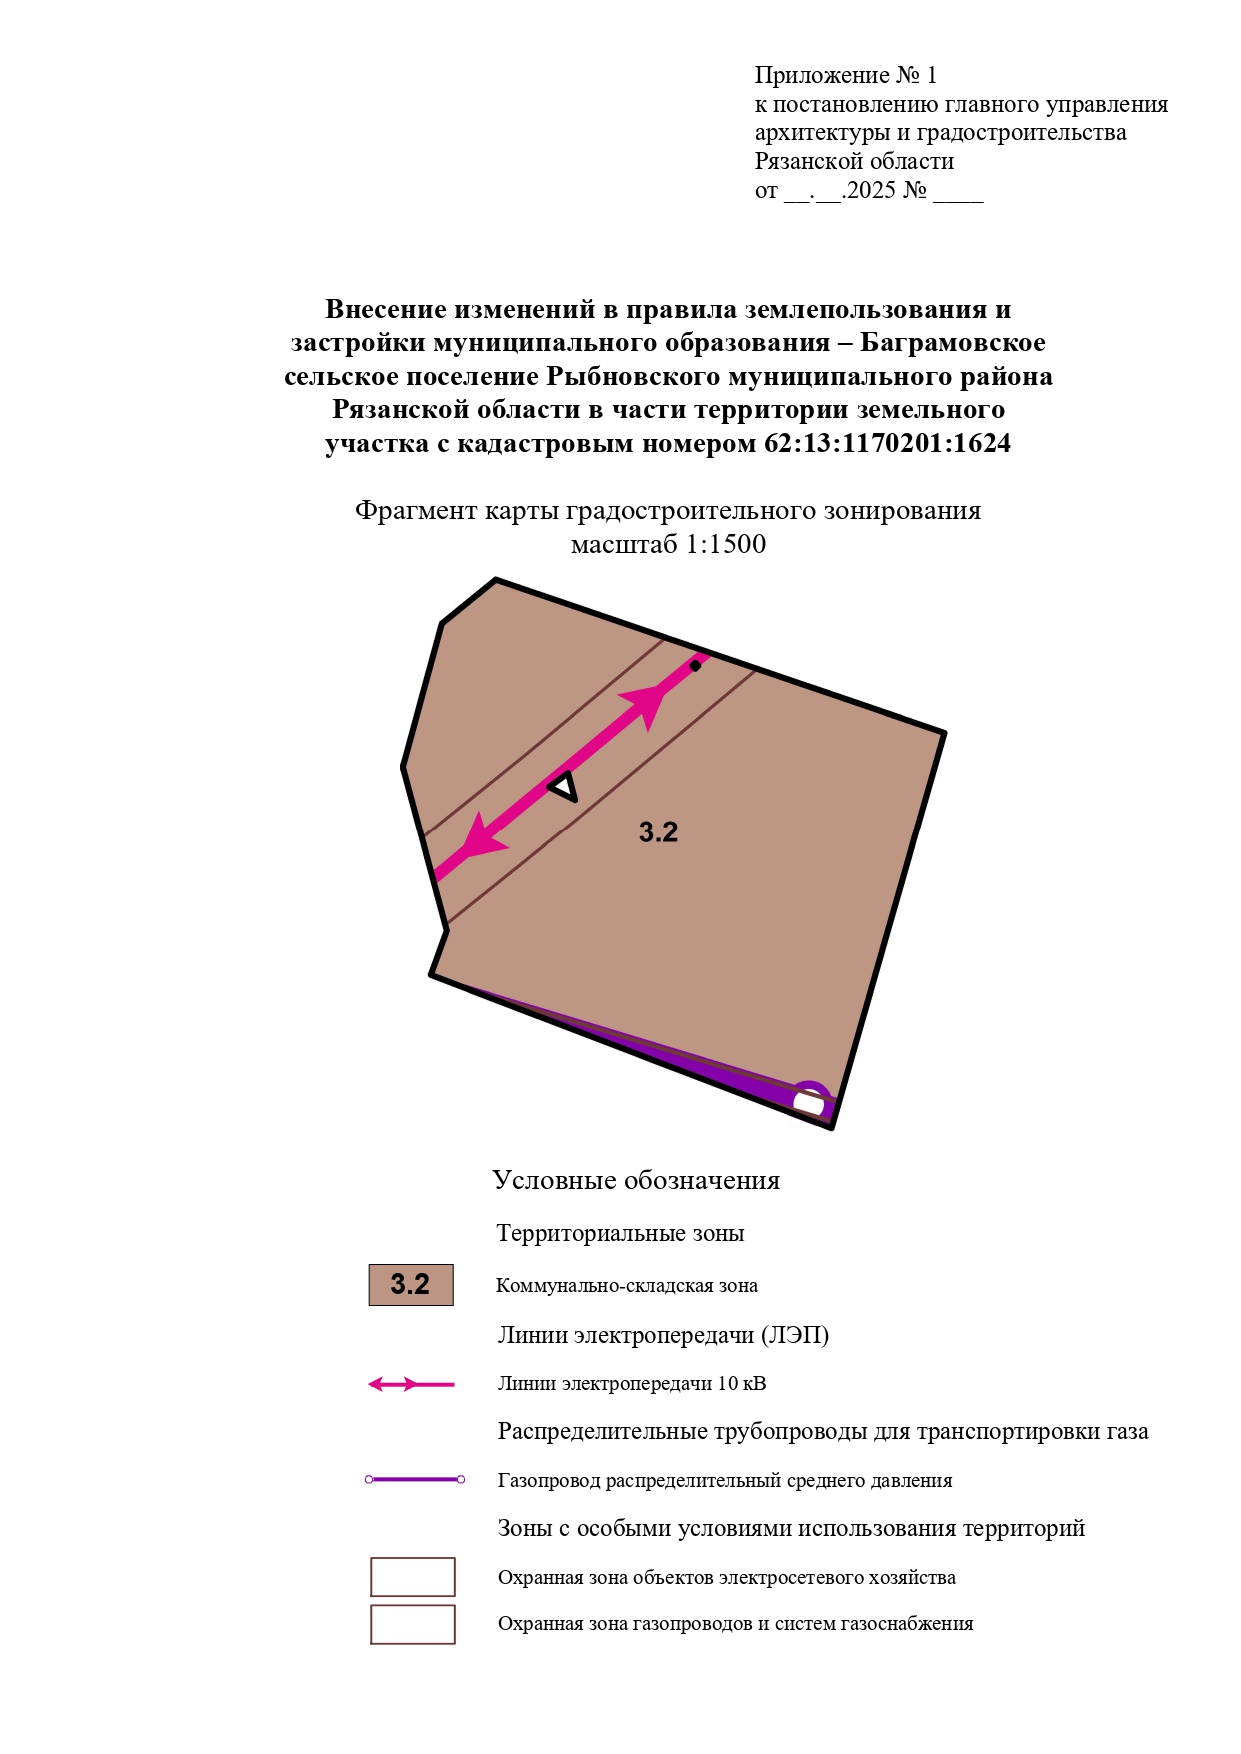 Приложение № 1
к постановлению главного управления
архитектуры и градостроительства
Рязанской области
от __.__.2025 № ____
Внесение изменений в правила землепользования и
застройки муниципального образования – Баграмовское
сельское поселение Рыбновского муниципального района
Рязанской области в части территории земельного
участка с кадастровым номером 62:13:1170201:1624
Фрагмент карты градостроительного зонирования
масштаб 1:1500
3.2
Условные обозначения
Территориальные зоны
3.2 Коммунально-складская зона
Линии электропередачи (ЛЭП)
Линии электропередачи 10 кВ
Распределительные трубопроводы для транспортировки газа
Газопровод распределительный среднего давления
Зоны с особыми условиями использования территорий
Охранная зона объектов электросетевого хозяйства
Охранная зона газопроводов и систем газоснабжения